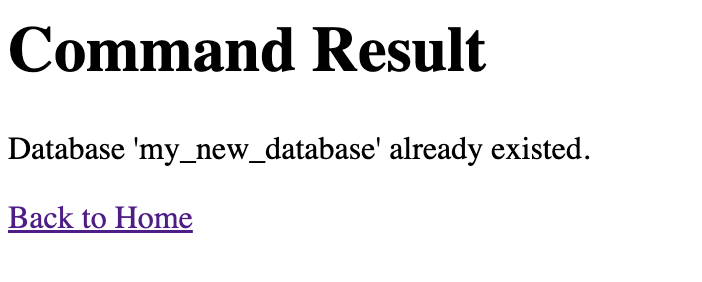 Command Result
Database 'my_new_database' already existed.
Back to Home